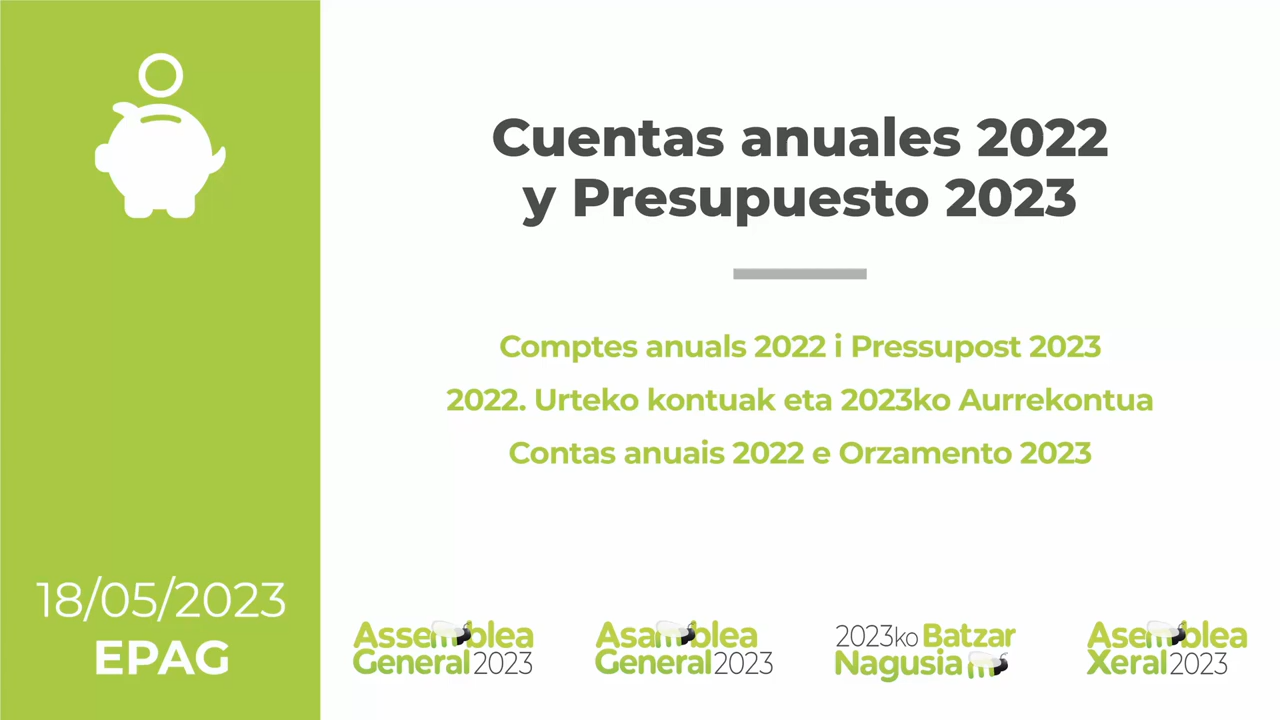 Cuentas anuales 2022
y Presupuesto 2023
Comptes anuals 2022 i Pressupost 2023
2022. Urteko kontuak eta 2023ko Aurrekontua
Contas anuais 2022 e Orzamento 2023
18/05/2023
EPAG
Assemblea
General 2023
Asamblea
General 2023
2023ko Batzar
Nagusia
Asemblea
Xeral 2023